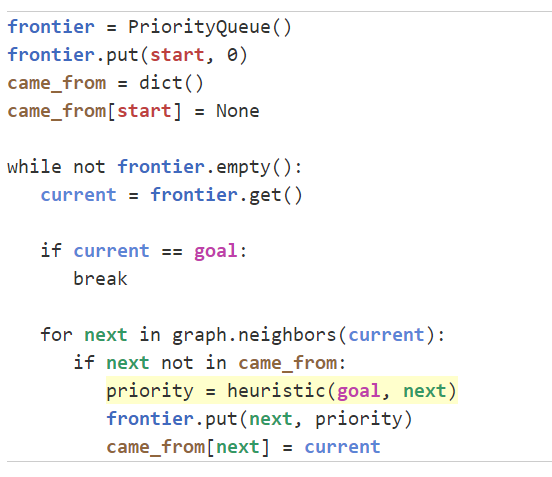 frontier = PriorityQueue()
frontier.put(start, 0)
came_from = dict()
came_from[start] = None

while not frontier.empty():
   current = frontier.get()

   if current == goal:
      break

   for next in graph.neighbors(current):
      if next not in came_from:
         priority = heuristic(goal, next)
         frontier.put(next, priority)
         came_from[next] = current